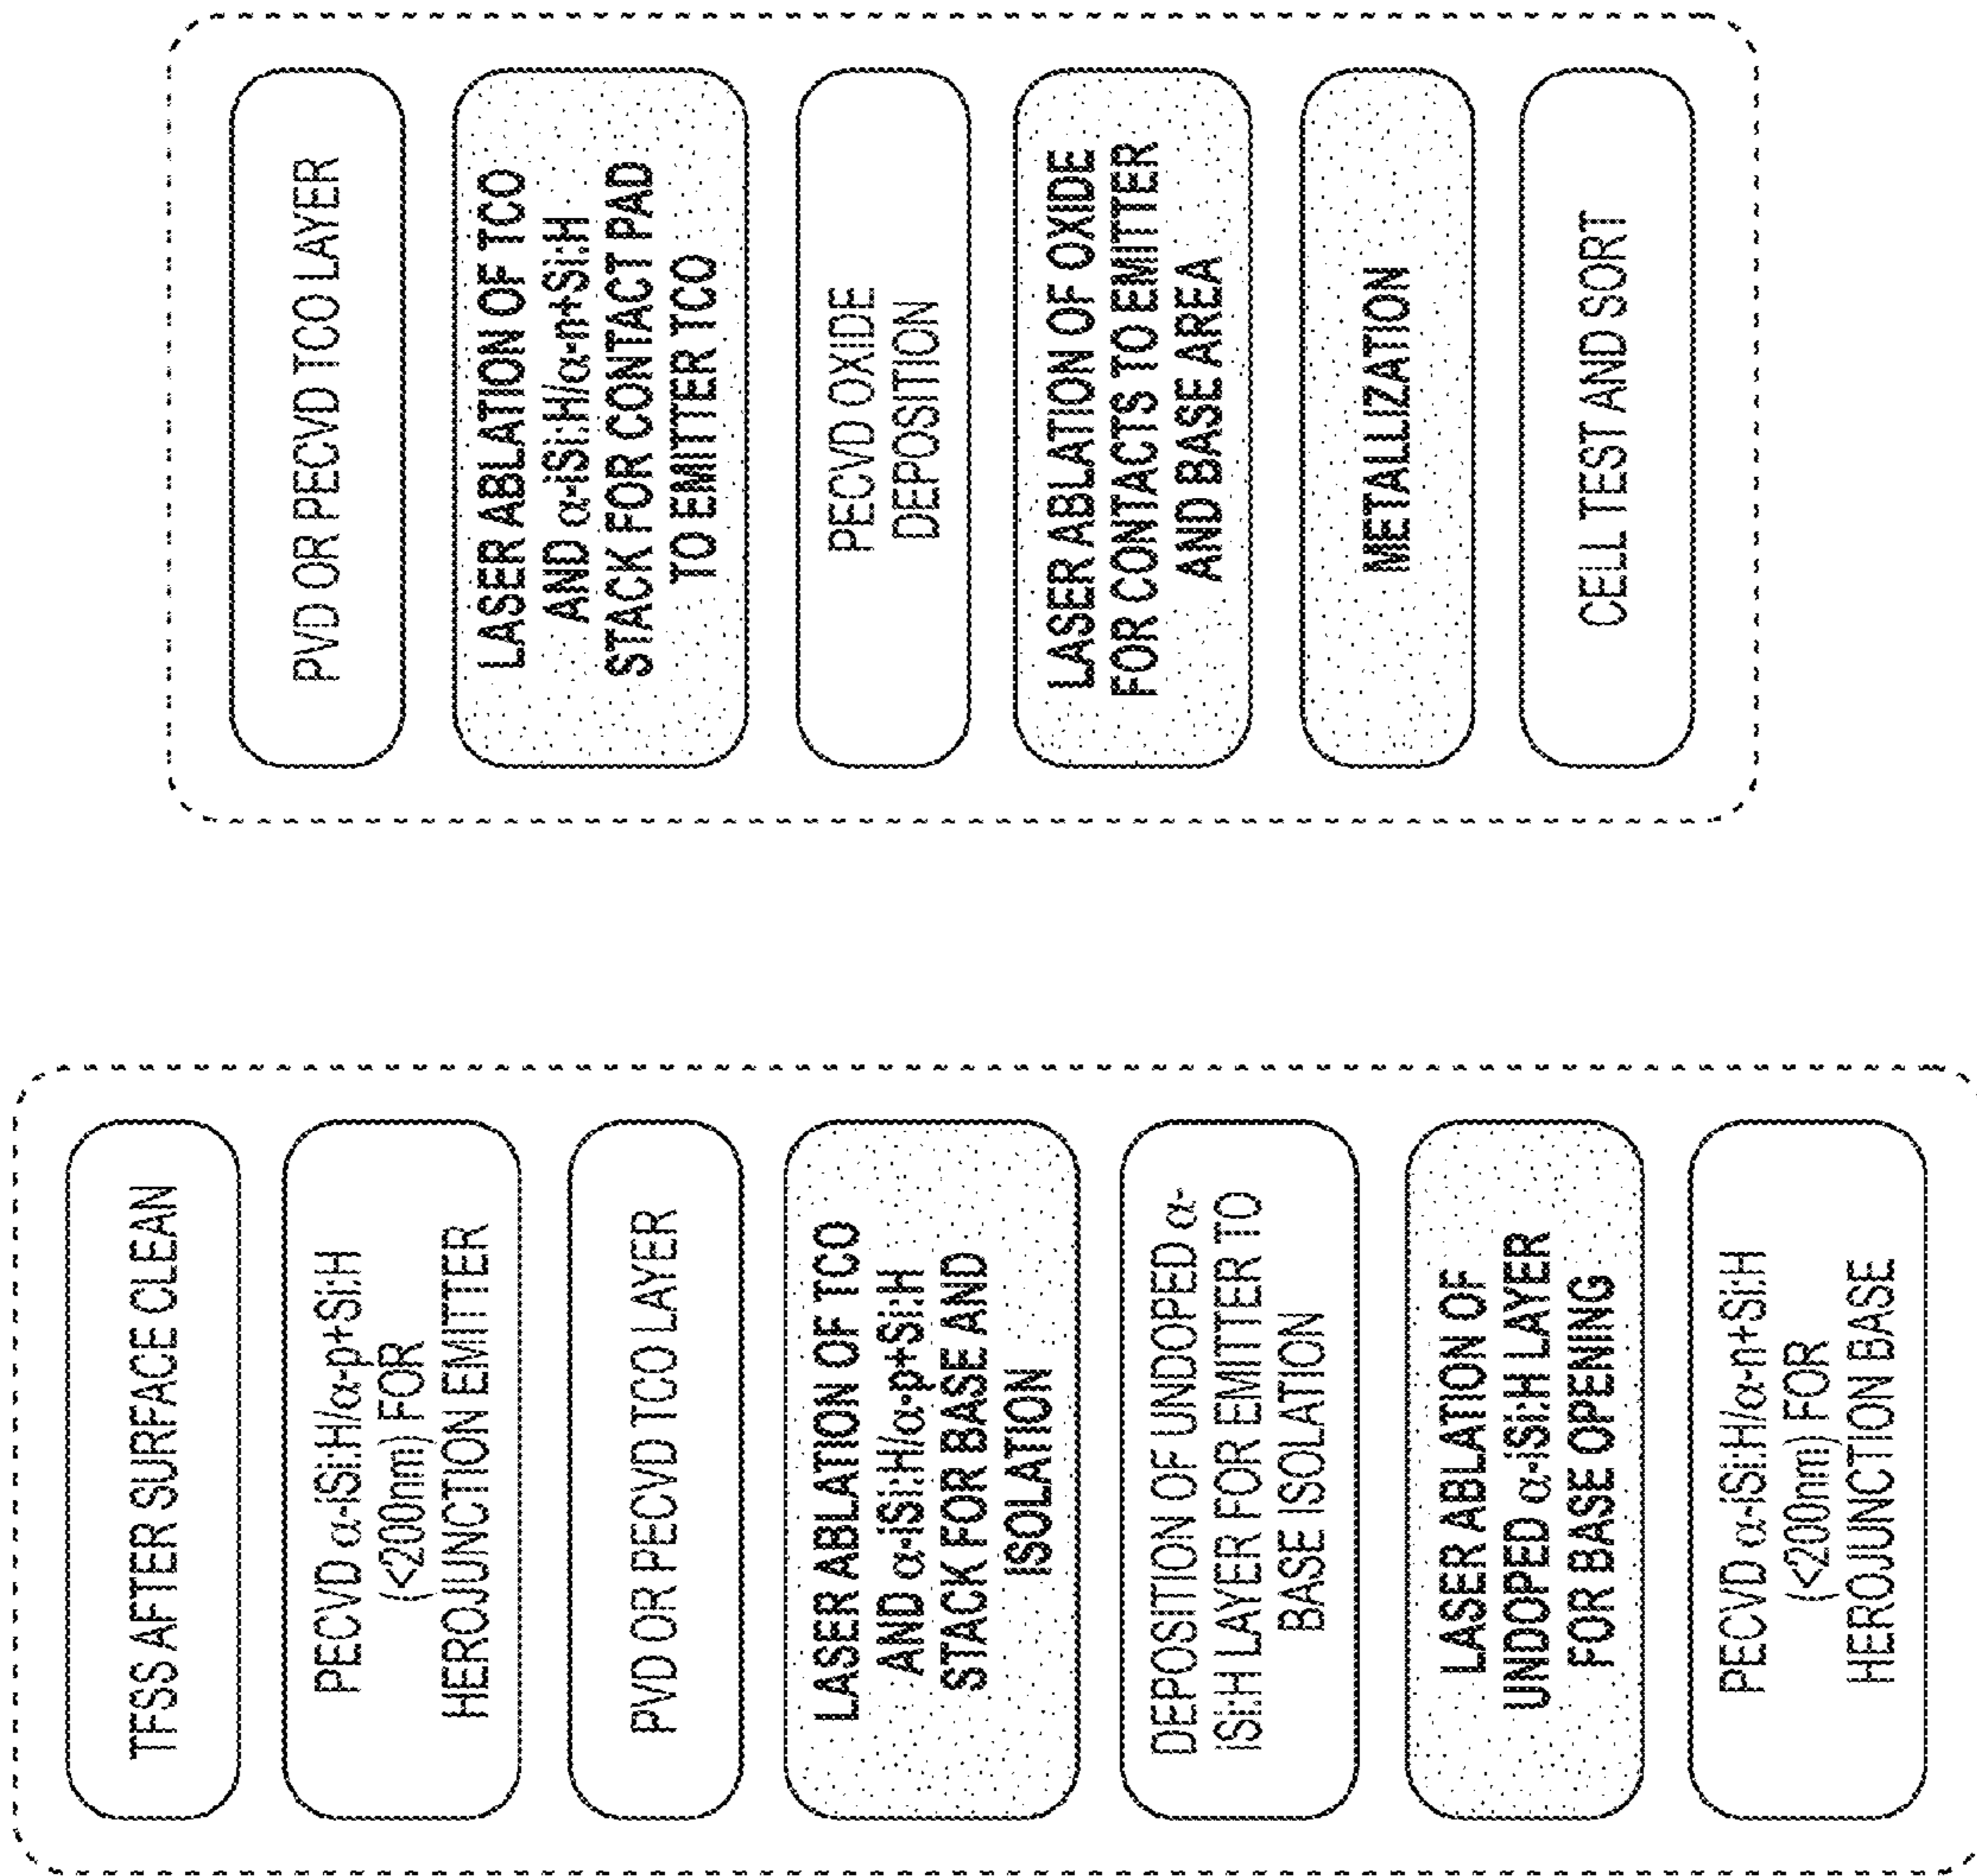 TFSS AFTER SURFACE CLEAN
PECVD α-iSi:H/α-p+Si:H
(<200nm) FOR
HEROJUNCTION EMITTER
PVD OR PECVD TCO LAYER
LASER ABLATION OF TCO
AND α-iSi:H/α-p+Si:H
STACK FOR BASE AND
ISOLATION
DEPOSITION OF UNDOPED α-
iSi:H LAYER FOR EMITTER TO
BASE ISOLATION
LASER ABLATION OF
UNDOPED α-iSi:H LAYER
FOR BASE OPENING
PECVD α-iSi:H/α-n+Si:H
(<200nm) FOR
HEROJUNCTION BASE
PVD OR PECVD TCO LAYER
LASER ABLATION OF TCO
AND α-iSi:H/α-n+Si:H
STACK FOR CONTACT PAD
TO EMITTER TCO
PECVD OXIDE
DEPOSITION
LASER ABLATION OF OXIDE
FOR CONTACTS TO EMITTER
AND BASE AREA
METALLIZATION
CELL TEST AND SORT